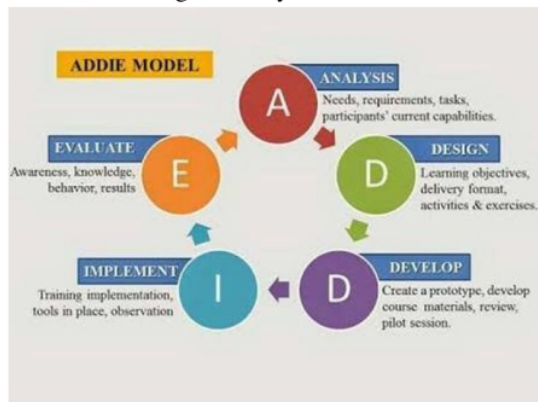 ADDIE MODEL
A
ANALYSIS
Needs, requirements, tasks,
participants' current capabilities.
D
DESIGN
Learning objectives,
delivery format,
activities & exercises.
D
DEVELOP
Create a prototype, develop
course materials, review,
pilot session.
I
IMPLEMENT
Training implementation,
tools in place, observation
E
EVALUATE
Awareness, knowledge,
behavior, results